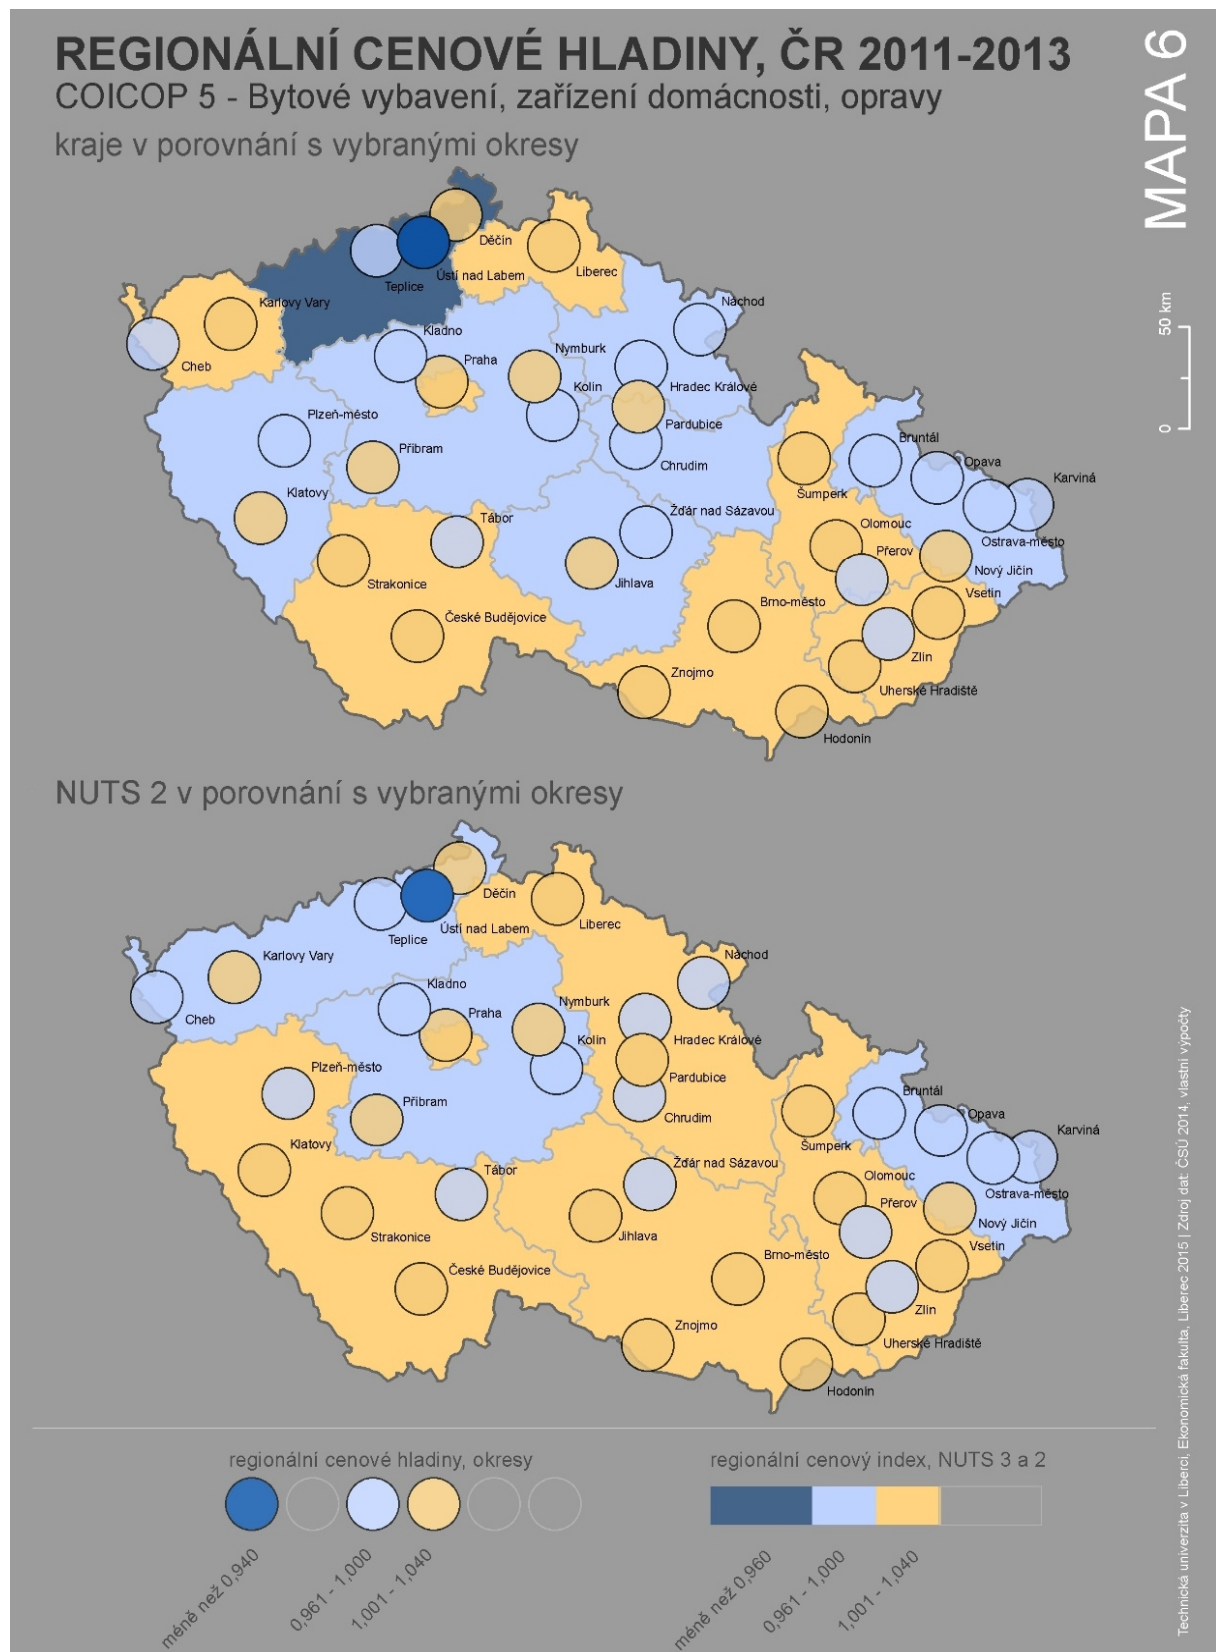 REGIONÁLNÍ CENOVÉ HLADINY, ČR 2011-2013
COICOP 5 - Bytové vybavení, zařízení domácnosti, opravy
kraje v porovnání s vybranými okresy
MAPA 6
Děčín
Liberec
Ústí nad Labem
Teplice
Karlovy Vary
Náchod
50 km
Kladno
Cheb
Praha
Nymburk
Kolín
Hradec Králové
Plzeň-město
Pardubice
0
Příbram
Chrudim
Bruntál
Opava
Karviná
Klatovy
Šumperk
Tábor
Žďár nad Sázavou
Olomouc
Ostrava-město
Přerov
Nový Jičín
Strakonice
Jihlava
Vsetín
Brno-město
České Budějovice
Zlín
Znojmo
Uherské Hradiště
Hodonín
NUTS 2 v porovnání s vybranými okresy
Děčín
Liberec
Ústí nad Labem
Teplice
Karlovy Vary
Náchod
Kladno
Cheb
Praha
Nymburk
Kolín
Hradec Králové
Plzeň-město
Pardubice
Příbram
Chrudim
Bruntál
Opava
Karviná
Klatovy
Šumperk
Tábor
Žďár nad Sázavou
Olomouc
Ostrava-město
Přerov
Nový Jičín
Strakonice
Jihlava
Vsetín
Brno-město
České Budějovice
Zlín
Znojmo
Uherské Hradiště
Hodonín
regionální cenové hladiny, okresy
méně než 0,940
0,961 - 1,000
1,001 - 1,040
regionální cenový index, NUTS 3 a 2
méně než 0,960
0,961 - 1,000
1,001 - 1,040
Technická univerzita v Liberci, Ekonomická fakulta, Liberec 2015 | Zdroj dat: ČSÚ 2014, vlastní výpočty